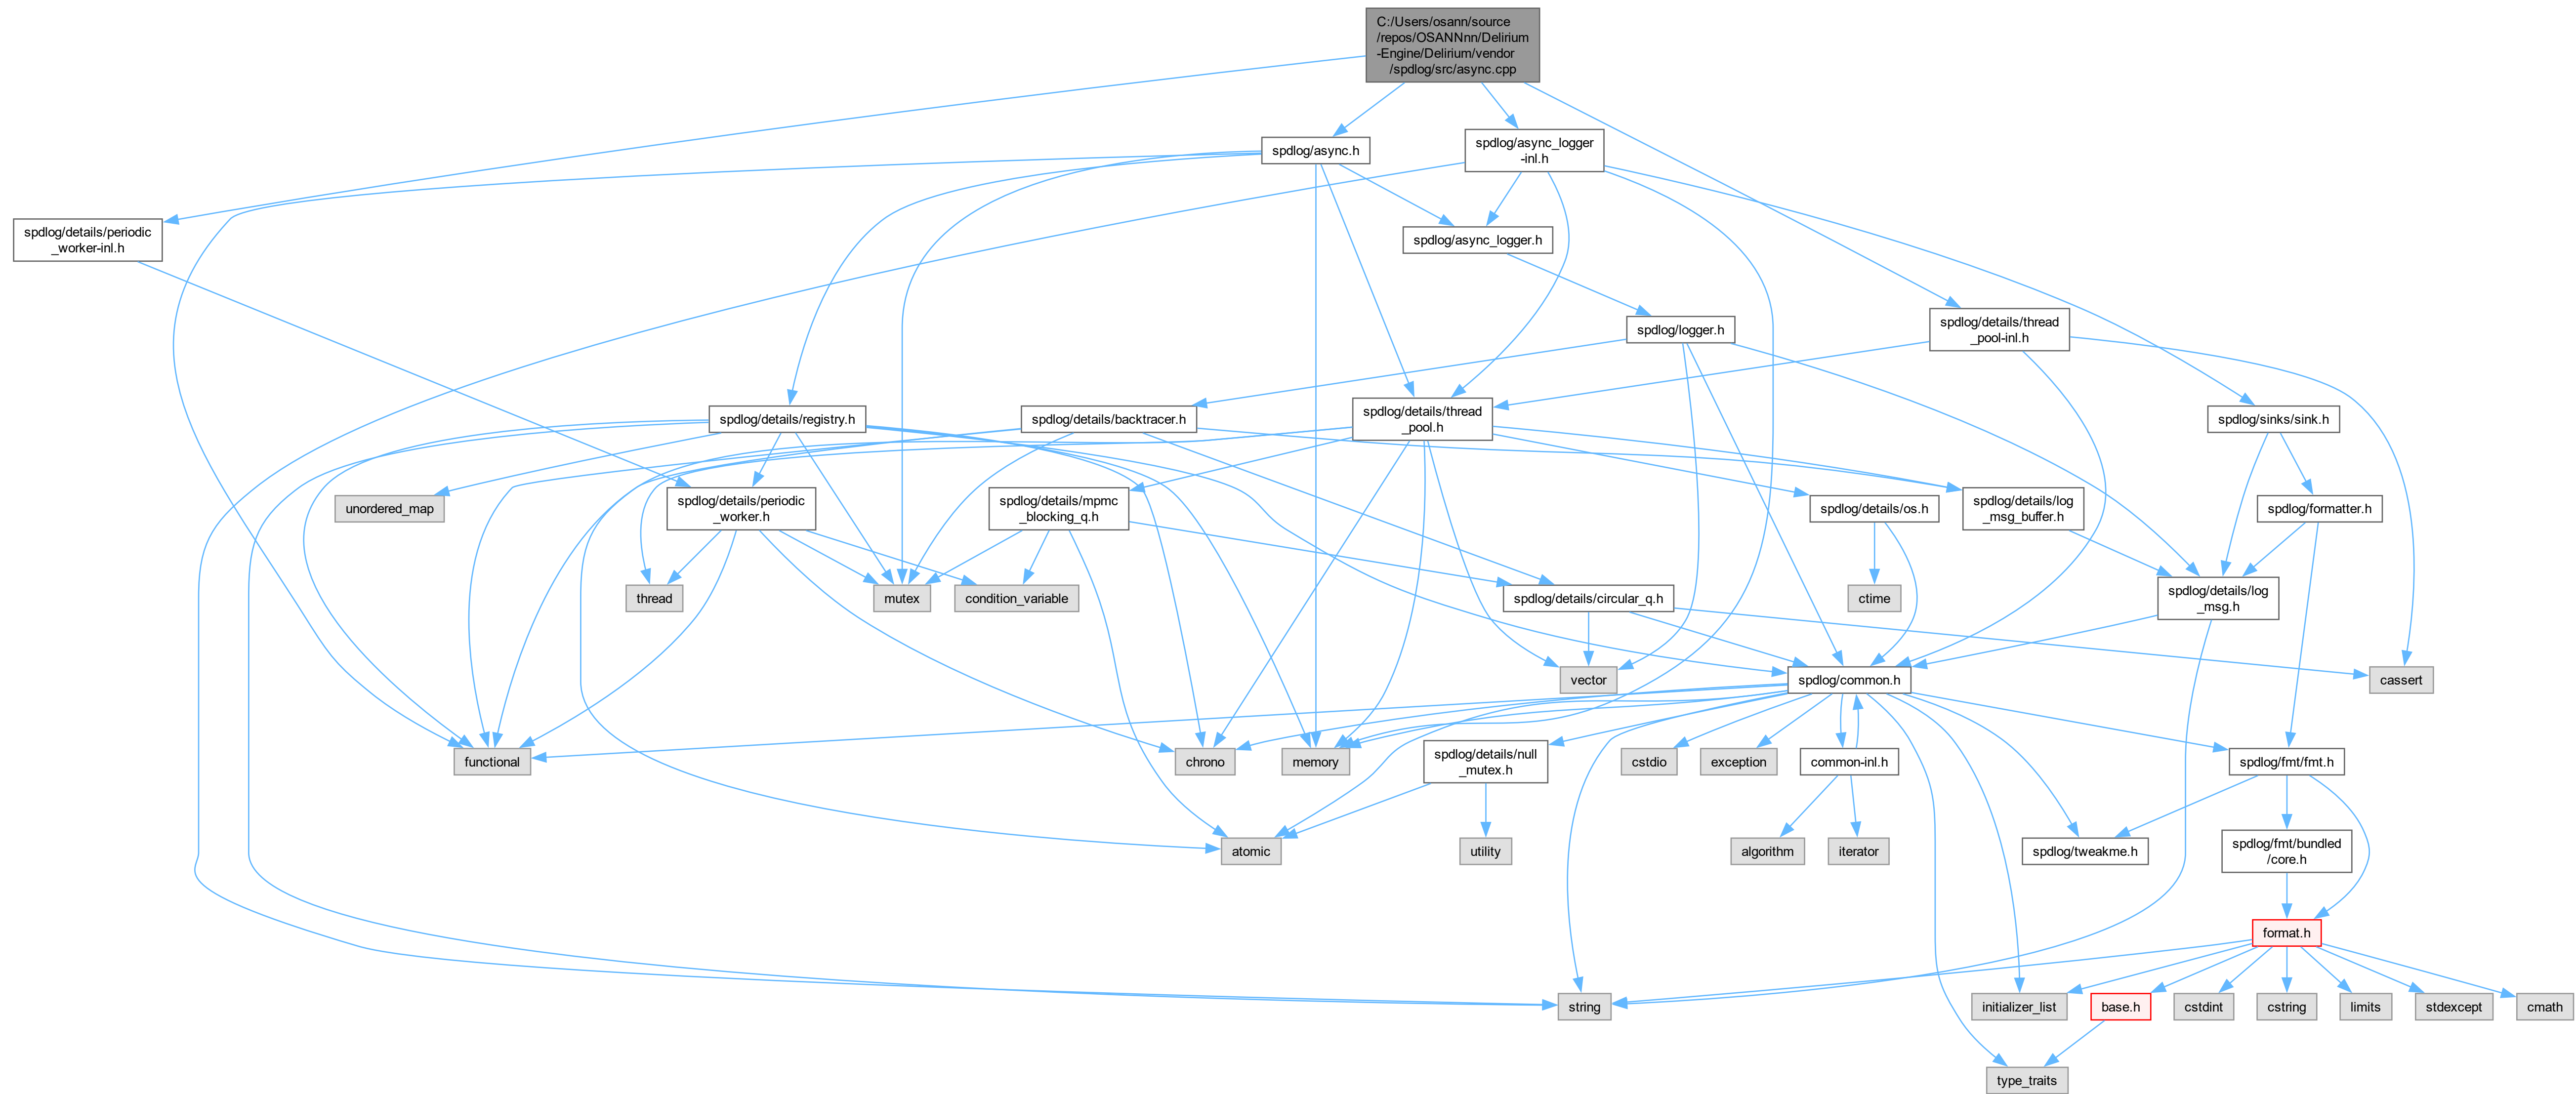 C:/Users/osann/source
/repos/OSANNnn/Delirium
-Engine/Delirium/vendor
/spdlog/src/async.cpp
spdlog/async.h
spdlog/async_logger
-inl.h
spdlog/details/periodic
_worker-inl.h
spdlog/async_logger.h
spdlog/logger.h
spdlog/details/thread
_pool-inl.h
spdlog/details/registry.h
spdlog/details/backtracer.h
spdlog/details/thread
_pool.h
spdlog/sinks/sink.h
unordered_map
spdlog/details/periodic
_worker.h
spdlog/details/mpmc
_blocking_q.h
spdlog/details/os.h
spdlog/details/log
_msg_buffer.h
spdlog/formatter.h
thread
mutex
condition_variable
spdlog/details/circular_q.h
ctime
spdlog/details/log
_msg.h
vector
spdlog/common.h
cassert
functional
chrono
memory
spdlog/details/null
_mutex.h
cstdio
exception
common-inl.h
spdlog/fmt/fmt.h
atomic
utility
algorithm
iterator
spdlog/tweakme.h
spdlog/fmt/bundled
/core.h
format.h
string
initializer_list
base.h
cstdint
cstring
limits
stdexcept
cmath
type_traits